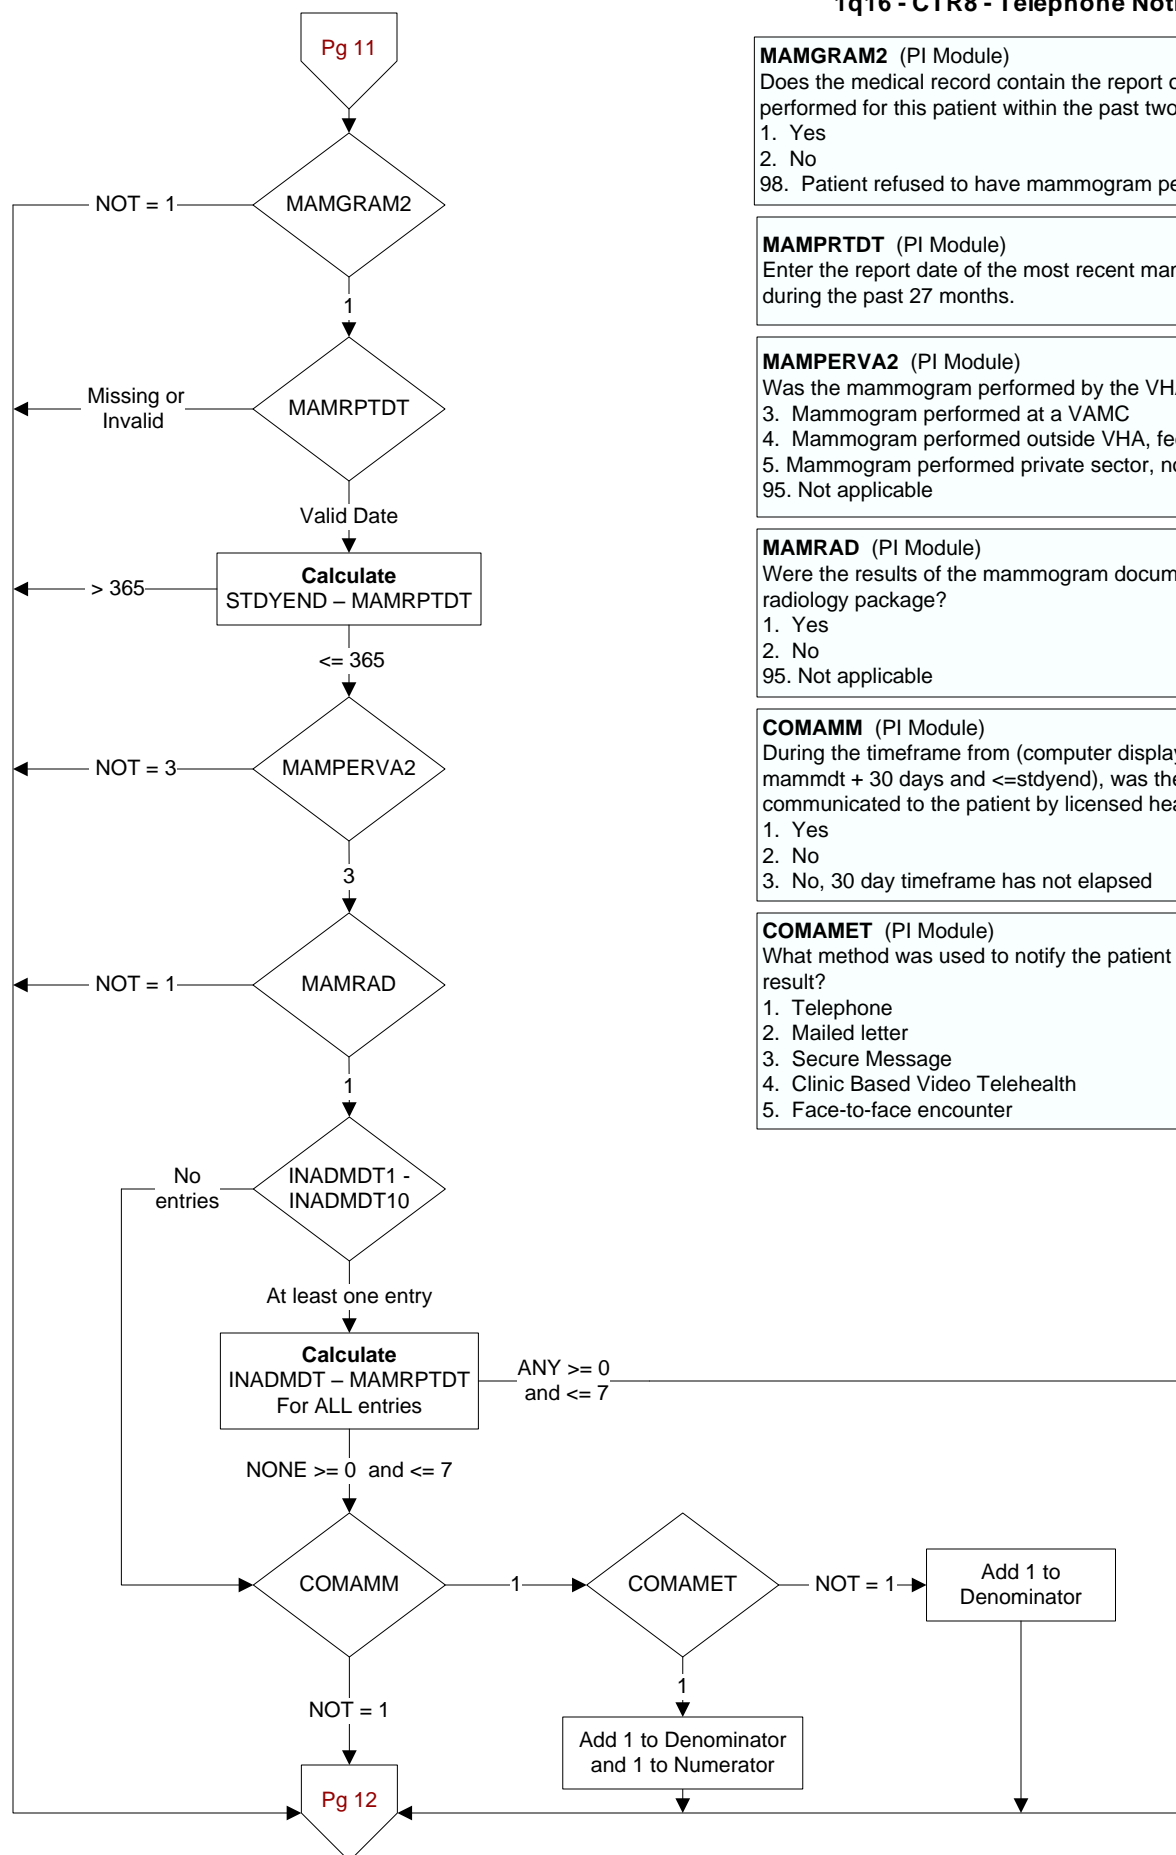 1q16 - CTR8 - Telephone
Pg 11
MAMGRAM2
NOT = 1
1
MAMRPTDT
Missing or
Invalid
Valid Date
Calculate
STDYEND – MAMRPTDT
> 365
<= 365
MAMPERVA2
NOT = 3
3
MAMRAD
NOT = 1
1
INADMDT1 -
INADMDT10
No
entries
At least one entry
Calculate
INADMDT – MAMRPTDT
For ALL entries
ANY >= 0
and <= 7
NONE >= 0 and <= 7
COMAMM
1
COMAMET
NOT = 1
Add 1 to
Denominator
NOT = 1
1
Add 1 to Denominator
and 1 to Numerator
Pg 12
MAMGRAM2 (PI Module)
Does the medical record contain the report
performed for this patient within the past two
1. Yes
2. No
98. Patient refused to have mammogram
MAMPRTDT (PI Module)
Enter the report date of the most recent
during the past 27 months.
MAMPERVA2 (PI Module)
Was the mammogram performed by the
3. Mammogram performed at a VAMC
4. Mammogram performed outside VHA,
5. Mammogram performed private sector,
95. Not applicable
MAMRAD (PI Module)
Were the results of the mammogram
radiology package?
1. Yes
2. No
95. Not applicable
COMAMM (PI Module)
During the timeframe from (computer
mammdt + 30 days and <=stdyend), was
communicated to the patient by licensed
1. Yes
2. No
3. No, 30 day timeframe has not elapsed
COMAMET (PI Module)
What method was used to notify the patient
result?
1. Telephone
2. Mailed letter
3. Secure Message
4. Clinic Based Video Telehealth
5. Face-to-face encounter